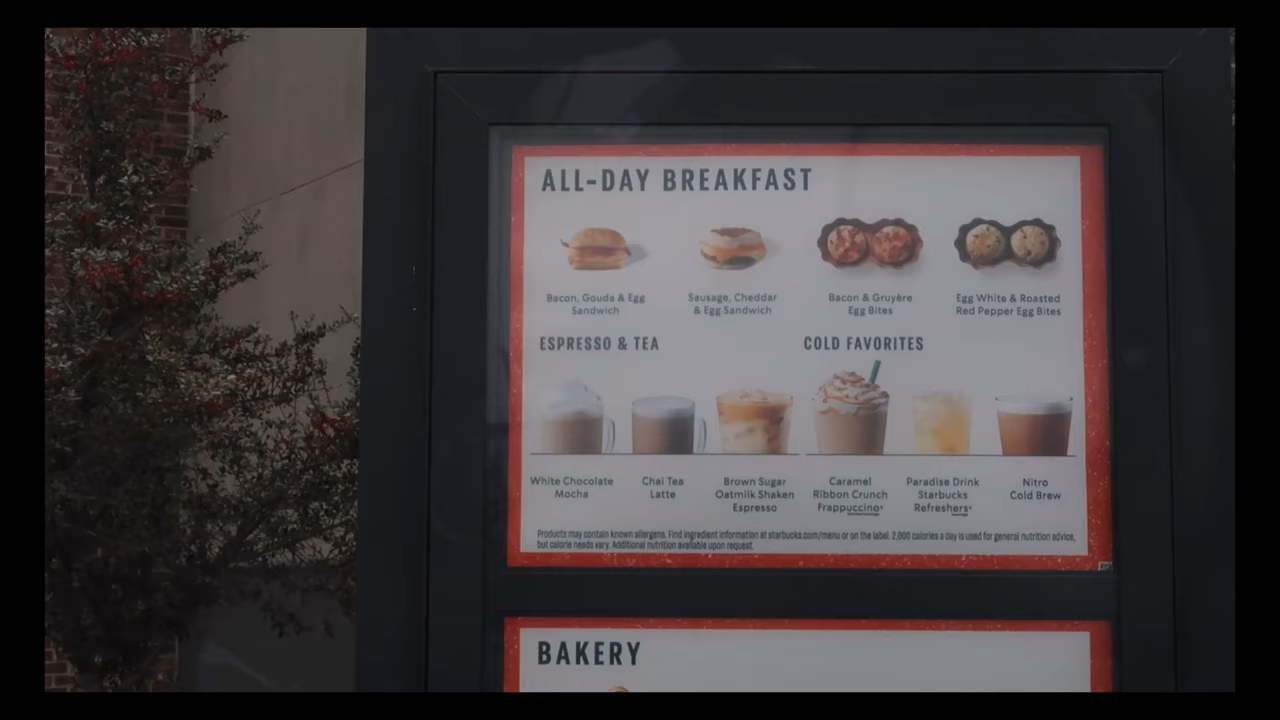 ALL-DAY BREAKFAST
Bacon, Gouda & Egg
Sandwich
Sausage, Cheddar
& Egg Sandwich
Bacon & Gruyère
Egg Bites
Egg White & Roasted
Red Pepper Egg Bites
ESPRESSO & TEA
COLD FAVORITES
White Chocolate
Mocha
Chai Tea
Latte
Brown Sugar
Oatmilk Shaken
Espresso
Caramel
Ribbon Crunch
Frappuccino®
Paradise Drink
Starbucks
Refreshers®
Nitro
Cold Brew
Products may contain known allergens. Find ingredient information at starbucks.com/menu or on the label. 2,000 calories a day is used for general nutrition advice,
but calorie needs vary. Additional nutrition available upon request.
BAKERY